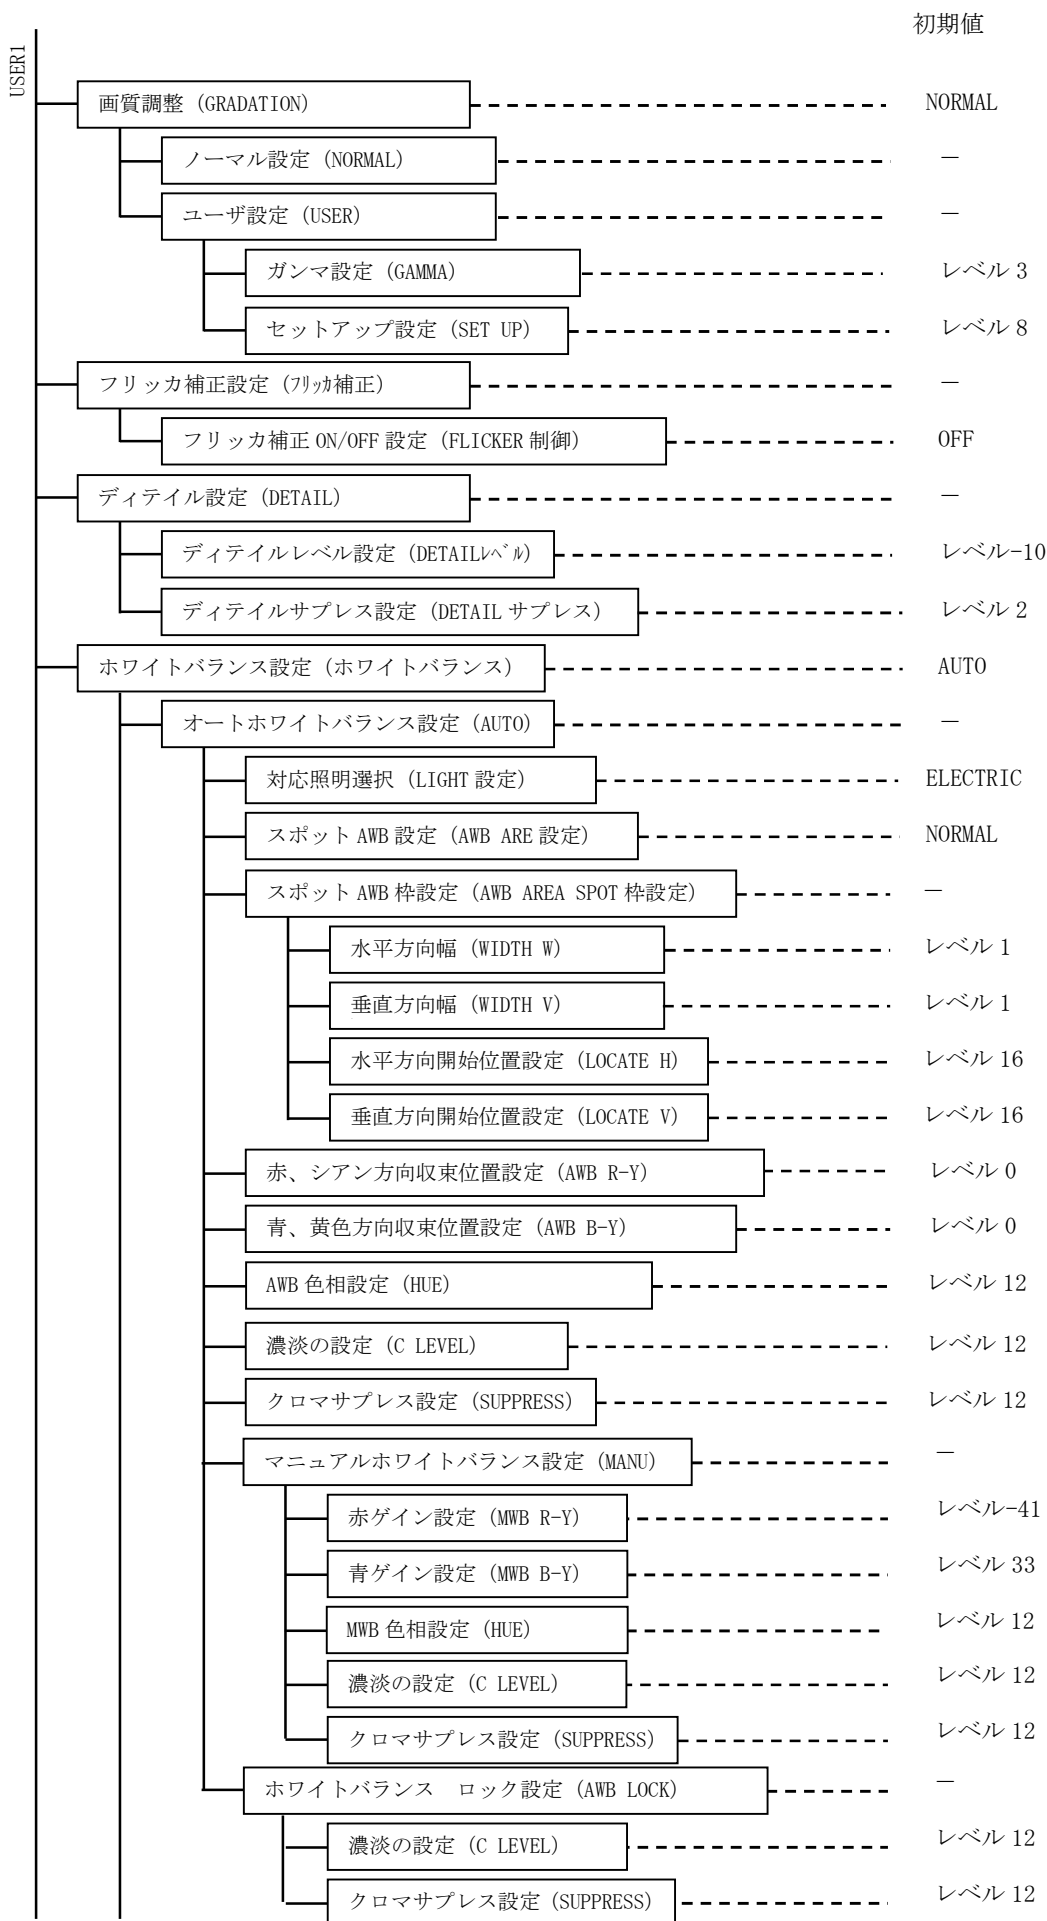 初期値
USER1
画質調整（GRADATION） NORMAL
ノーマル設定（NORMAL） －
ユーザ設定（USER） －
ガンマ設定（GAMMA） レベル 3
セットアップ設定（SET UP） レベル 8
フリッカ補正設定（ﾌﾘｯｶ補正） －
フリッカ補正 ON/OFF 設定（FLICKER 制御） OFF
ディテイル設定（DETAIL） －
ディテイルレベル設定（DETAILﾚﾍﾞﾙ） レベル-10
ディテイルサプレス設定（DETAIL サプレス） レベル 2
ホワイトバランス設定（ホワイトバランス） AUTO
オートホワイトバランス設定（AUTO） －
対応照明選択（LIGHT 設定） ELECTRIC
スポット AWB 設定（AWB ARE 設定） NORMAL
スポット AWB 枠設定（AWB AREA SPOT 枠設定） －
水平方向幅（WIDTH W） レベル 1
垂直方向幅（WIDTH V） レベル 1
水平方向開始位置設定（LOCATE H） レベル 16
垂直方向開始位置設定（LOCATE V） レベル 16
赤、シアン方向収束位置設定（AWB R-Y） レベル 0
青、黄色方向収束位置設定（AWB B-Y） レベル 0
AWB 色相設定（HUE） レベル 12
濃淡の設定（C LEVEL） レベル 12
クロマサプレス設定（SUPPRESS） レベル 12
マニュアルホワイトバランス設定（MANU） －
赤ゲイン設定（MWB R-Y） レベル-41
青ゲイン設定（MWB B-Y） レベル 33
MWB 色相設定（HUE） レベル 12
濃淡の設定（C LEVEL） レベル 12
クロマサプレス設定（SUPPRESS） レベル 12
ホワイトバランス　ロック設定（AWB LOCK） －
濃淡の設定（C LEVEL） レベル 12
クロマサプレス設定（SUPPRESS） レベル 12